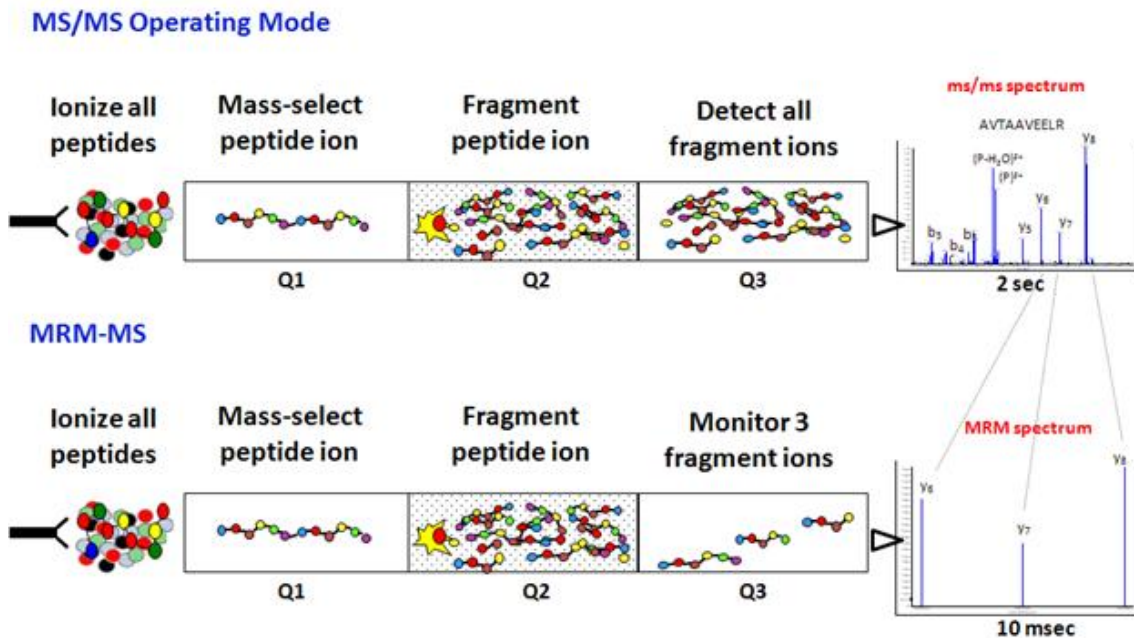 MS/MS Operating Mode
Ionize all
peptides
Mass-select
peptide ion
Fragment
peptide ion
Detect all
fragment ions
ms/ms spectrum
AVTAAVEELR
y8
(P-H2O)2+
(P)2+
y6
y5
y7
b3
b4
b5
Q1
Q2
Q3
2 sec
MRM-MS
Ionize all
peptides
Mass-select
peptide ion
Fragment
peptide ion
Monitor 3
fragment ions
MRM spectrum
y6
y7
y8
Q1
Q2
Q3
10 msec